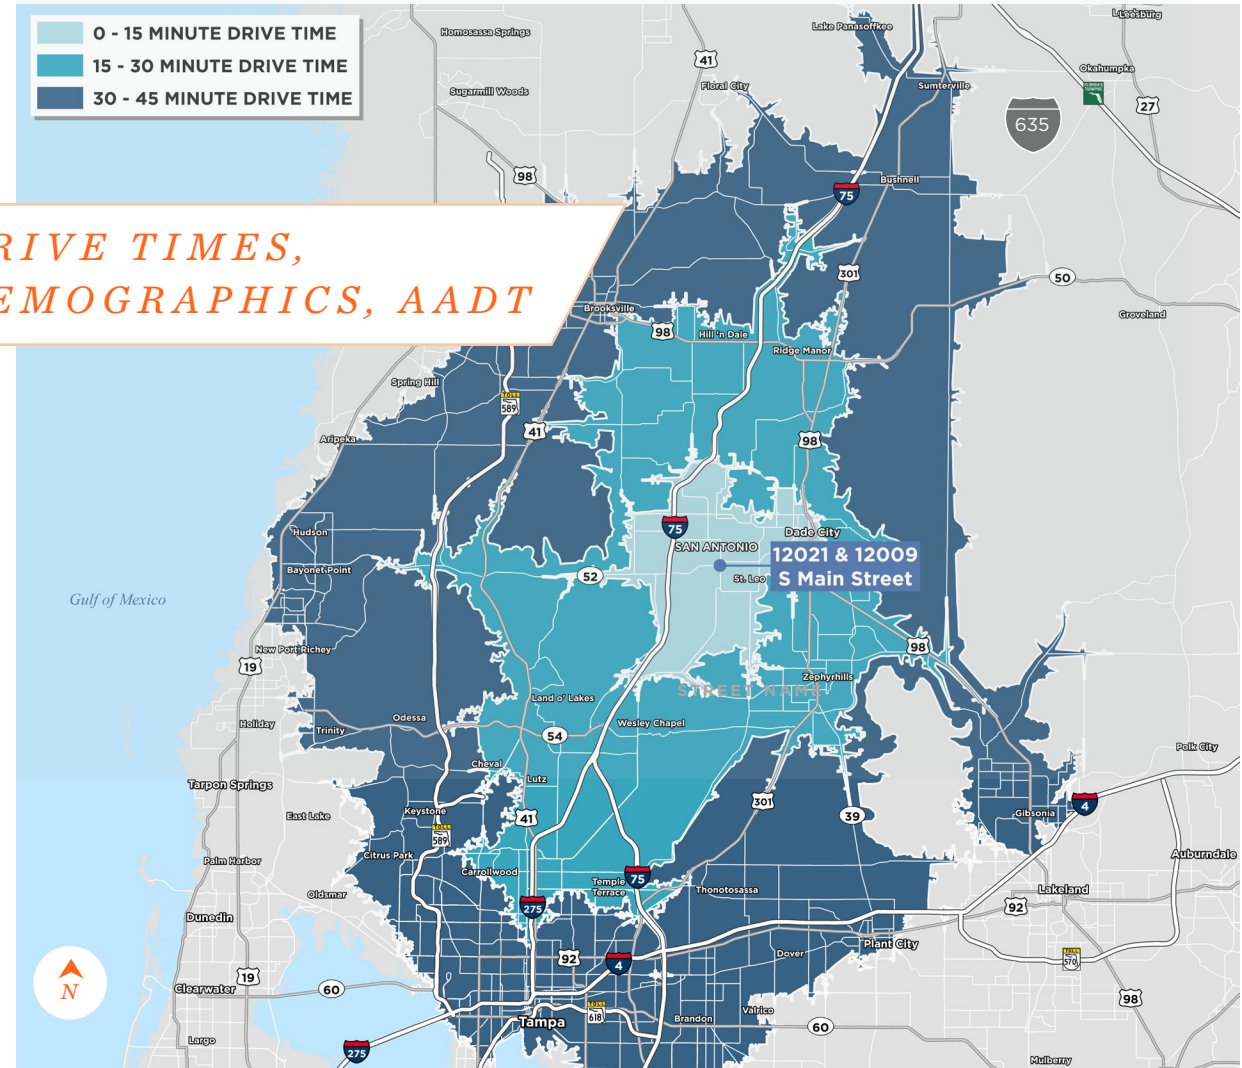 0 - 15 MINUTE DRIVE TIME
15 - 30 MINUTE DRIVE TIME
30 - 45 MINUTE DRIVE TIME
RIVE TIMES,
EMOGRAPHICS, AADT
Homosassa Springs
Lake Panasoffkee
Leesburg
41
Okahumpka
Floral City
Sumterville
FLORIDA'S TURNPIKE
Sugarmill Woods
27
635
98
Bushnell
75
301
50
Brooksville
Groveland
98
Hill 'n Dale
Ridge Manor
Spring Hill
TOLL
589
41
Aripeka
98
Hudson
75
Dade City
SAN ANTONIO
12021 & 12009
S Main Street
Bayonet Point
52
St. Leo
Gulf of Mexico
New Port Richey
98
19
Zephyrhills
STREET NAME
Land o' Lakes
Odessa
Wesley Chapel
Holiday
Trinity
54
Polk City
Cheval
Lutz
Tarpon Springs
301
4
Keystone
East Lake
41
39
Gibsonia
TOLL
589
Citrus Park
Palm Harbor
Auburndale
Carrollwood
75
Temple
Terrace
Thonotosassa
Lakeland
Oldsmar
275
92
Dunedin
Plant City
92
4
Dover
TOLL
570
N
19
Clearwater
60
98
TOLL
618
Valrico
Tampa
Brandon
60
Largo
275
Mulberry